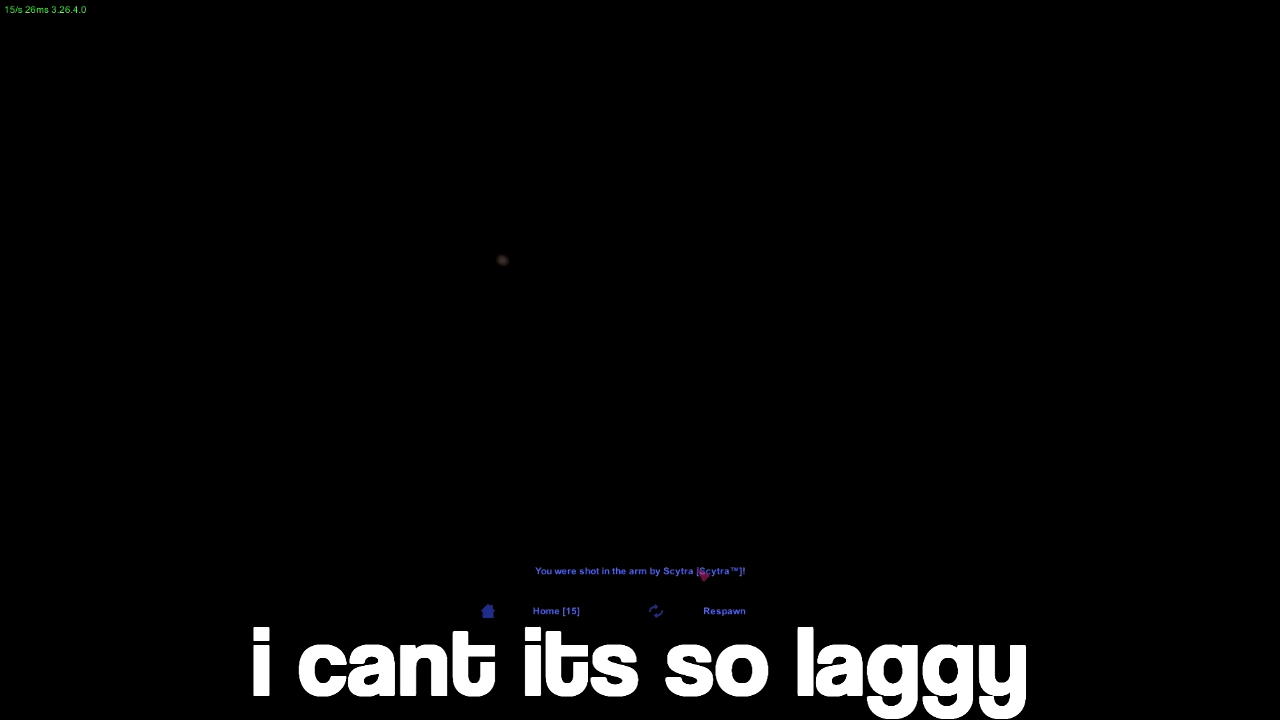 15/s 26ms 3.26.4.0
You were shot in the arm by Scytra [Scytra™]!
Home [15] Respawn
i cant its so laggy